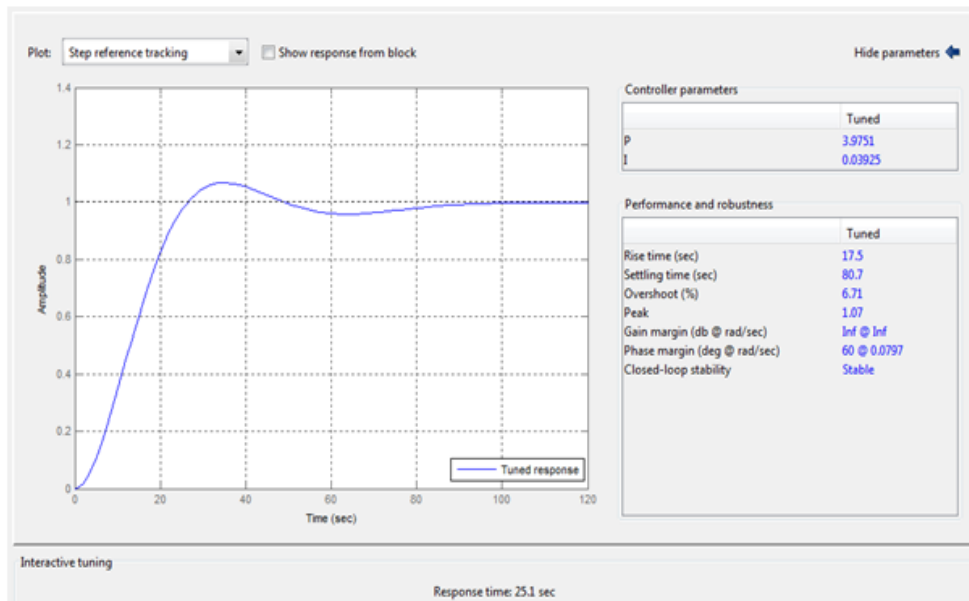 Plot: Step reference tracking Show response from block Hide parameters
1.4
1.2
1
0.8
0.6
0.4
0.2
0
Amplitude
0 20 40 60 80 100 120
Time (sec)
Tuned response
Controller parameters
Tuned
P 3.9751
I 0.03925
Performance and robustness
Tuned
Rise time (sec) 17.5
Settling time (sec) 80.7
Overshoot (%) 6.71
Peak 1.07
Gain margin (db @ rad/sec) Inf @ Inf
Phase margin (deg @ rad/sec) 60 @ 0.0797
Closed-loop stability Stable
Interactive tuning
Response time: 25.1 sec